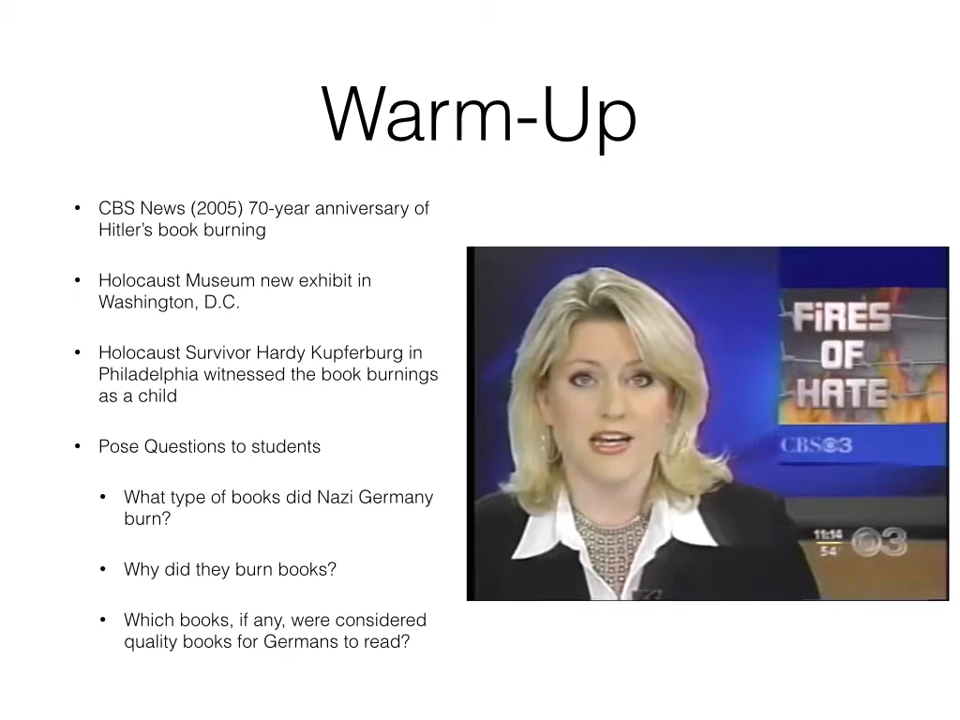 Warm-Up
• CBS News (2005) 70-year anniversary of
Hitler’s book burning
• Holocaust Museum new exhibit in
Washington, D.C.
• Holocaust Survivor Hardy Kupferburg in
Philadelphia witnessed the book burnings
as a child
• Pose Questions to students
• What type of books did Nazi Germany
burn?
• Why did they burn books?
• Which books, if any, were considered
quality books for Germans to read?
FiRES
OF
HATE
CBS 3
11:14
54°
3